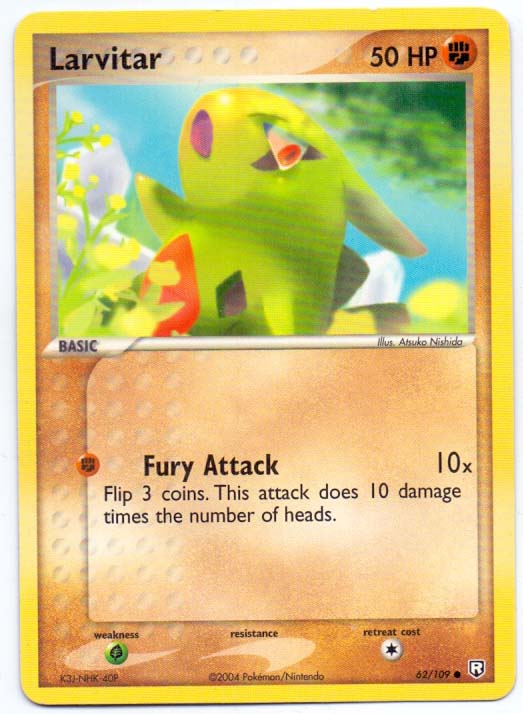 Larvitar
50 HP
BASIC
Illus. Atsuko Nishida
Fury Attack 10x
Flip 3 coins. This attack does 10 damage
times the number of heads.
weakness resistance retreat cost
K3J-NHK-40P ©2004 Pokémon/Nintendo 62/109 ● R